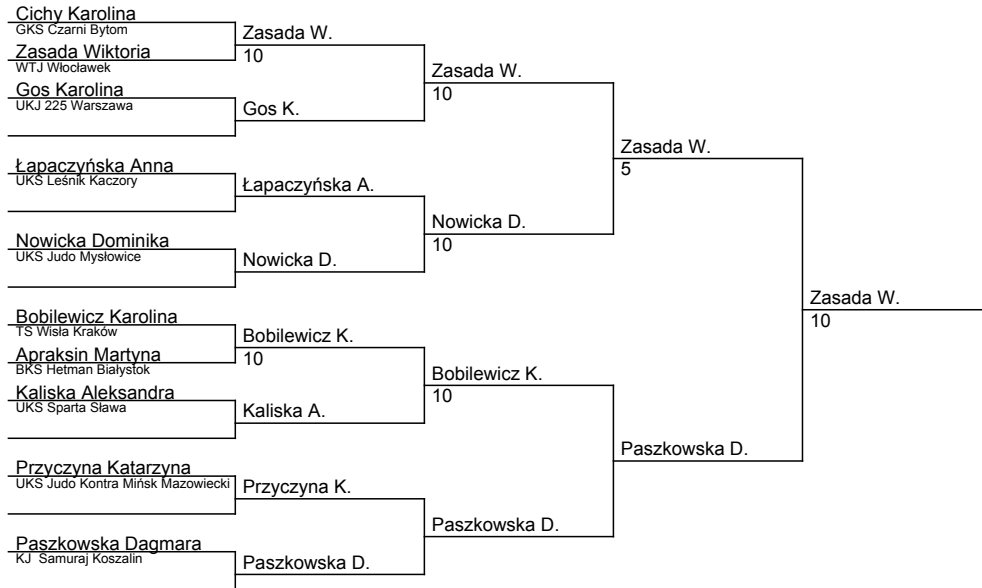 Cichy Karolina
GKS Czarni Bytom
Zasada Wiktoria
WTJ Włocławek
Gos Karolina
UKJ 225 Warszawa
Łapaczyńska Anna
UKS Leśnik Kaczory
Nowicka Dominika
UKS Judo Mysłowice
Bobilewicz Karolina
TS Wisła Kraków
Apraksin Martyna
BKS Hetman Białystok
Kaliska Aleksandra
UKS Sparta Sława
Przyczyna Katarzyna
UKS Judo Kontra Mińsk Mazowiecki
Paszkowska Dagmara
KJ  Samuraj Koszalin
Zasada W.
10
Gos K.
Łapaczyńska A.
Nowicka D.
Bobilewicz K.
10
Kaliska A.
Przyczyna K.
Paszkowska D.
Zasada W.
10
Nowicka D.
10
Bobilewicz K.
10
Paszkowska D.
Zasada W.
5
Paszkowska D.
Zasada W.
10